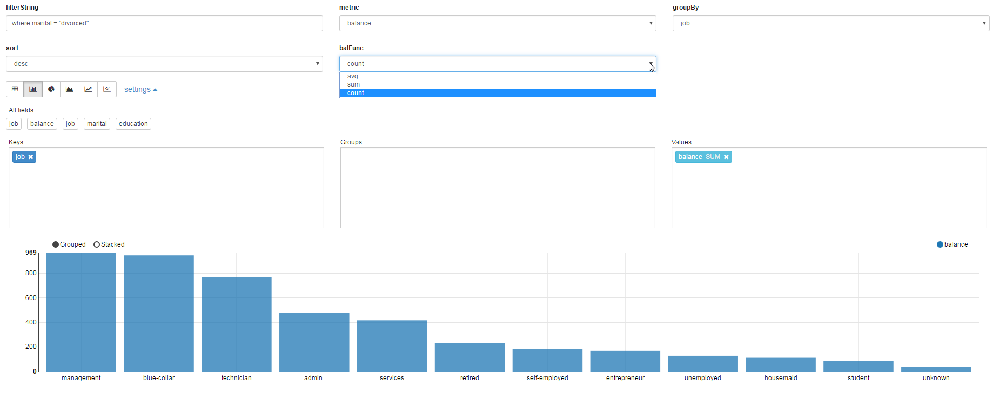 filterString metric groupBy
where marital = "divorced" balance job
sort balFunc
desc count
avg
sum
count
settings
All fields:
job balance job marital education
Keys Groups Values
job balance SUM
Grouped Stacked balance
969
800
600
400
200
0
management blue-collar technician admin. services retired self-employed entrepreneur unemployed housemaid student unknown